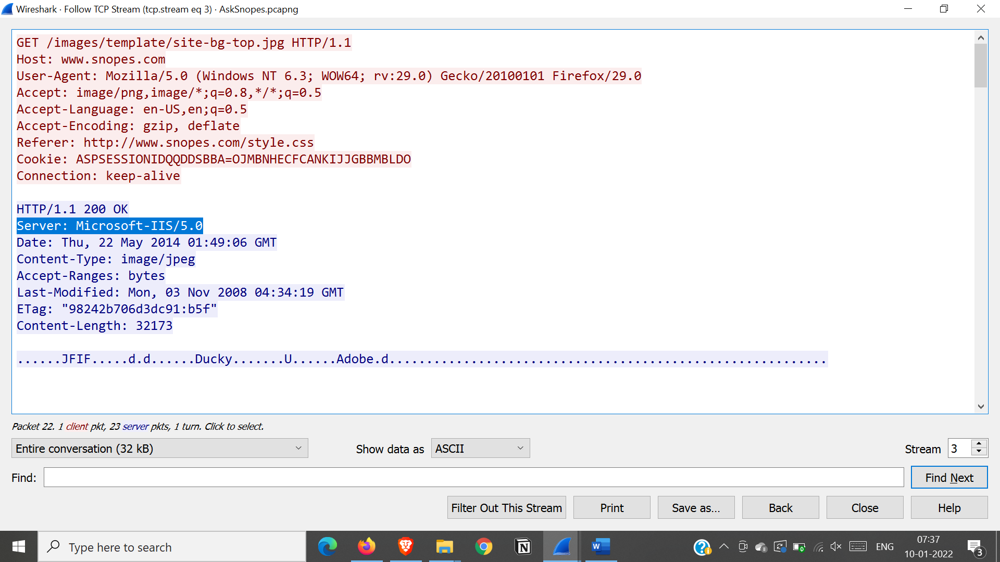 Wireshark · Follow TCP Stream (tcp.stream eq 3) · AskSnopes.pcapng
GET /images/template/site-bg-top.jpg HTTP/1.1
Host: www.snopes.com
User-Agent: Mozilla/5.0 (Windows NT 6.3; WOW64; rv:29.0) Gecko/20100101 Firefox/29.0
Accept: image/png,image/*;q=0.8,*/*;q=0.5
Accept-Language: en-US,en;q=0.5
Accept-Encoding: gzip, deflate
Referer: http://www.snopes.com/style.css
Cookie: ASPSESSIONIDQQDDSBBA=OJMBNHECFCANKIJJGBBMBLDO
Connection: keep-alive
HTTP/1.1 200 OK
Server: Microsoft-IIS/5.0
Date: Thu, 22 May 2014 01:49:06 GMT
Content-Type: image/jpeg
Accept-Ranges: bytes
Last-Modified: Mon, 03 Nov 2008 04:34:19 GMT
ETag: "98242b706d3dc91:b5f"
Content-Length: 32173
......JFIF.....d.d......Ducky.......U......Adobe.d...........................................................
Packet 22. 1 client pkt, 23 server pkts, 1 turn. Click to select.
Entire conversation (32 kB)
Show data as ASCII
Stream 3
Find:
Find Next
Filter Out This Stream
Print
Save as…
Back
Close
Help
Type here to search
N
W
ENG
07:37
10-01-2022
3